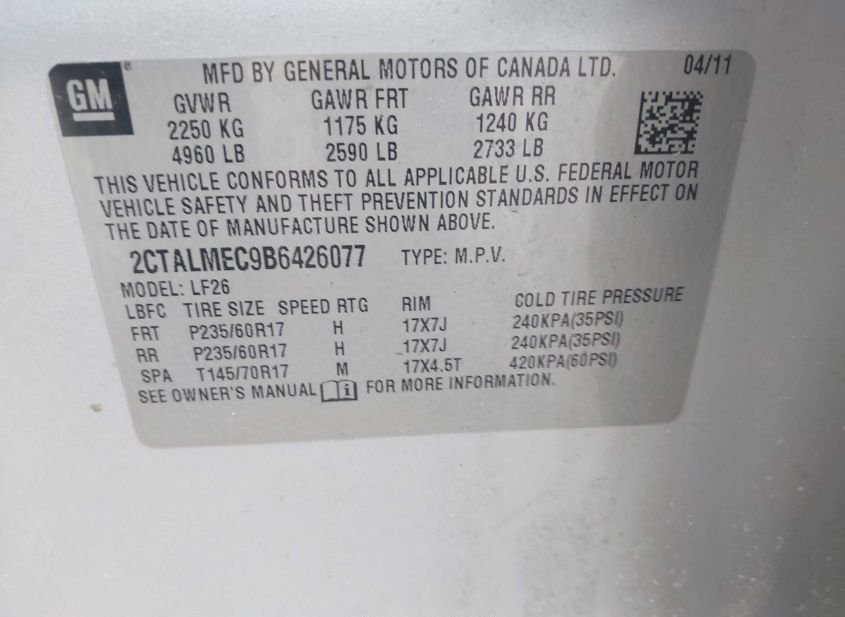 GM ® MFD BY GENERAL MOTORS OF CANADA LTD. 04/11
GVWR GAWR FRT GAWR RR
2250 KG 1175 KG 1240 KG
4960 LB 2590 LB 2733 LB
THIS VEHICLE CONFORMS TO ALL APPLICABLE U.S. FEDERAL MOTOR
VEHICLE SAFETY AND THEFT PREVENTION STANDARDS IN EFFECT ON
THE DATE OF MANUFACTURE SHOWN ABOVE.
2CTALMEC9B6426077 TYPE: M.P.V.
MODEL: LF26
LBFC TIRE SIZE SPEED RTG RIM COLD TIRE PRESSURE
FRT P235/60R17 H 17X7J 240KPA(35PSI)
RR P235/60R17 H 17X7J 240KPA(35PSI)
SPA T145/70R17 M 17X4.5T 420KPA(60PSI)
SEE OWNER'S MANUAL i FOR MORE INFORMATION.